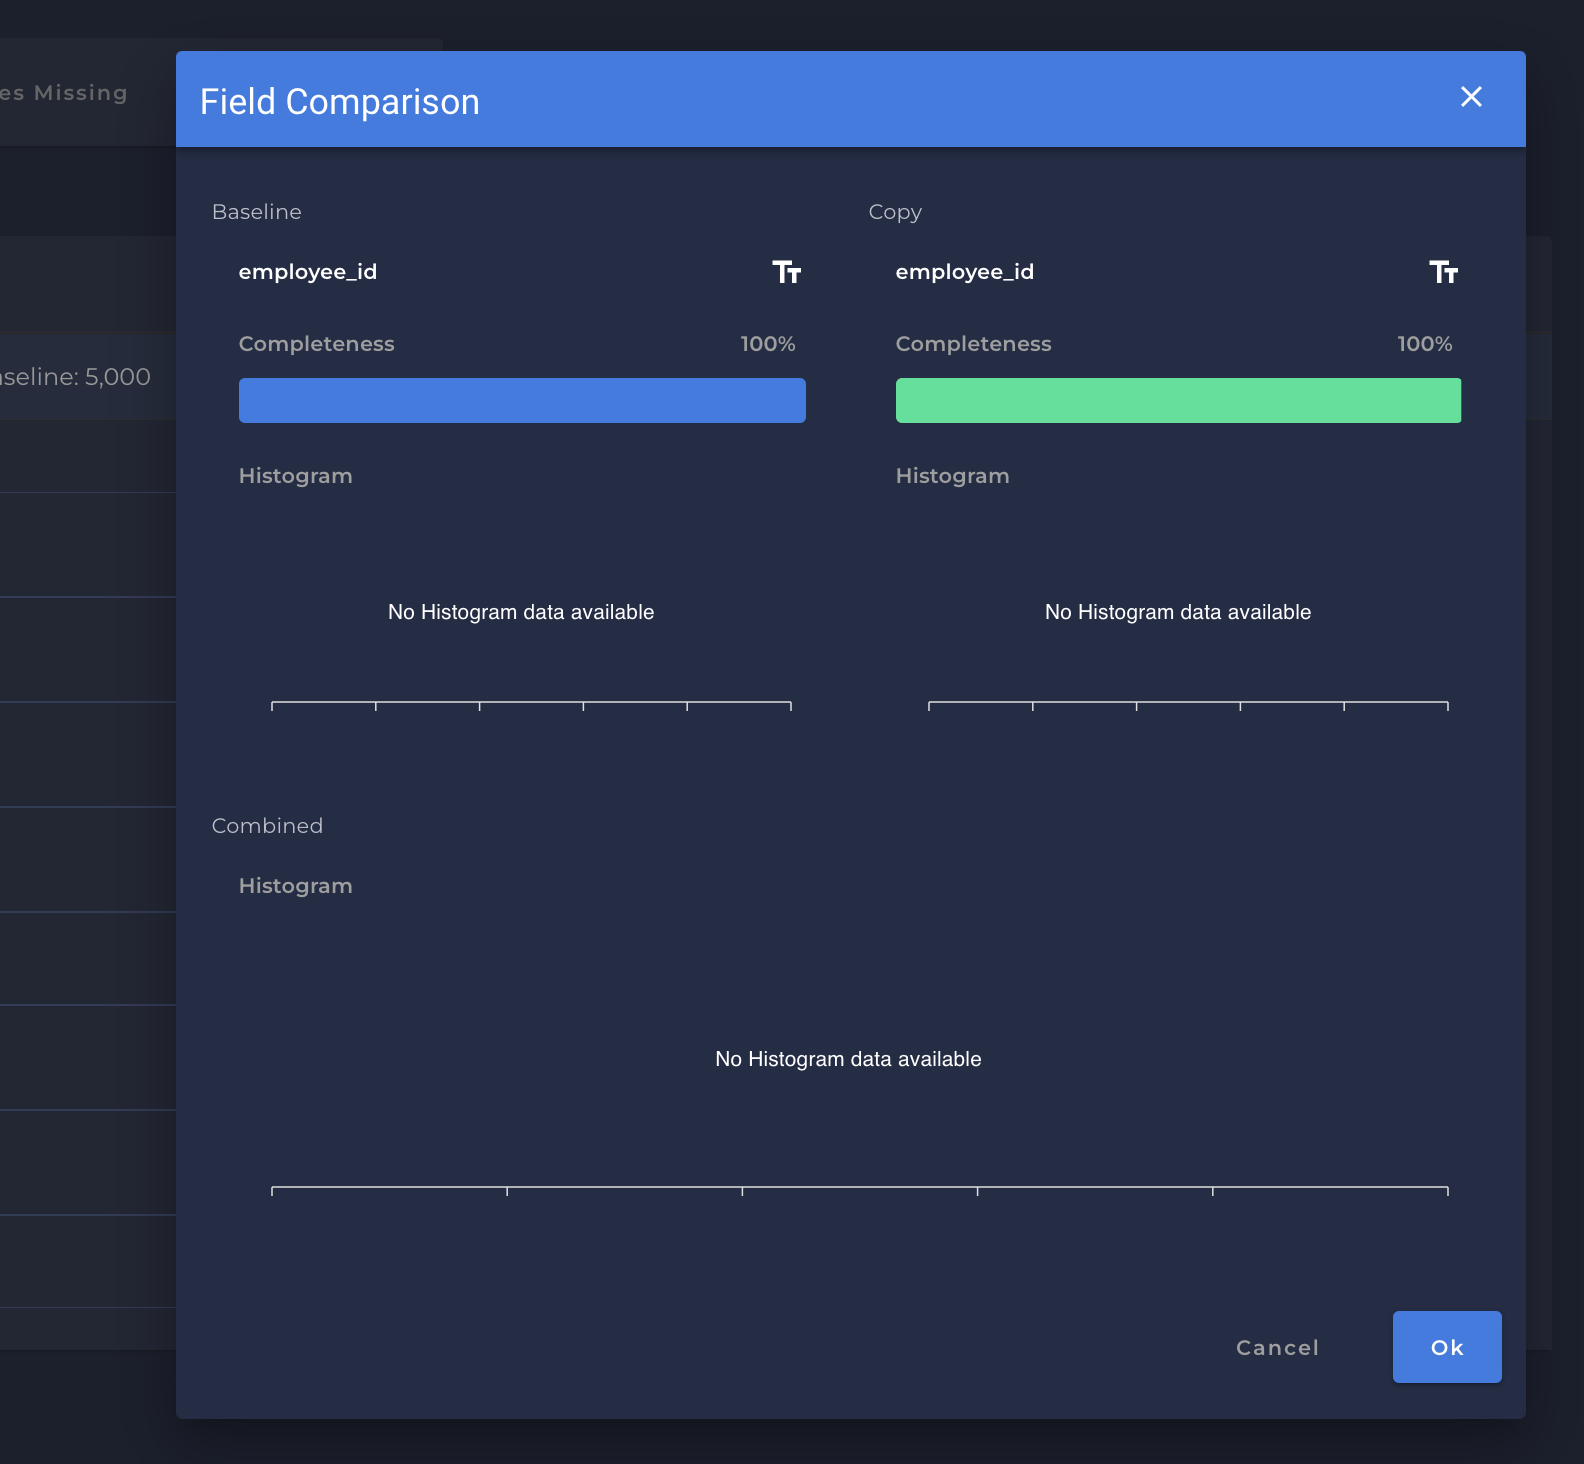 es Missing
Field Comparison
Baseline
Copy
employee_id
employee_id
Completeness 100%
Completeness 100%
seline: 5,000
Histogram
Histogram
No Histogram data available
No Histogram data available
Combined
Histogram
No Histogram data available
Cancel
Ok